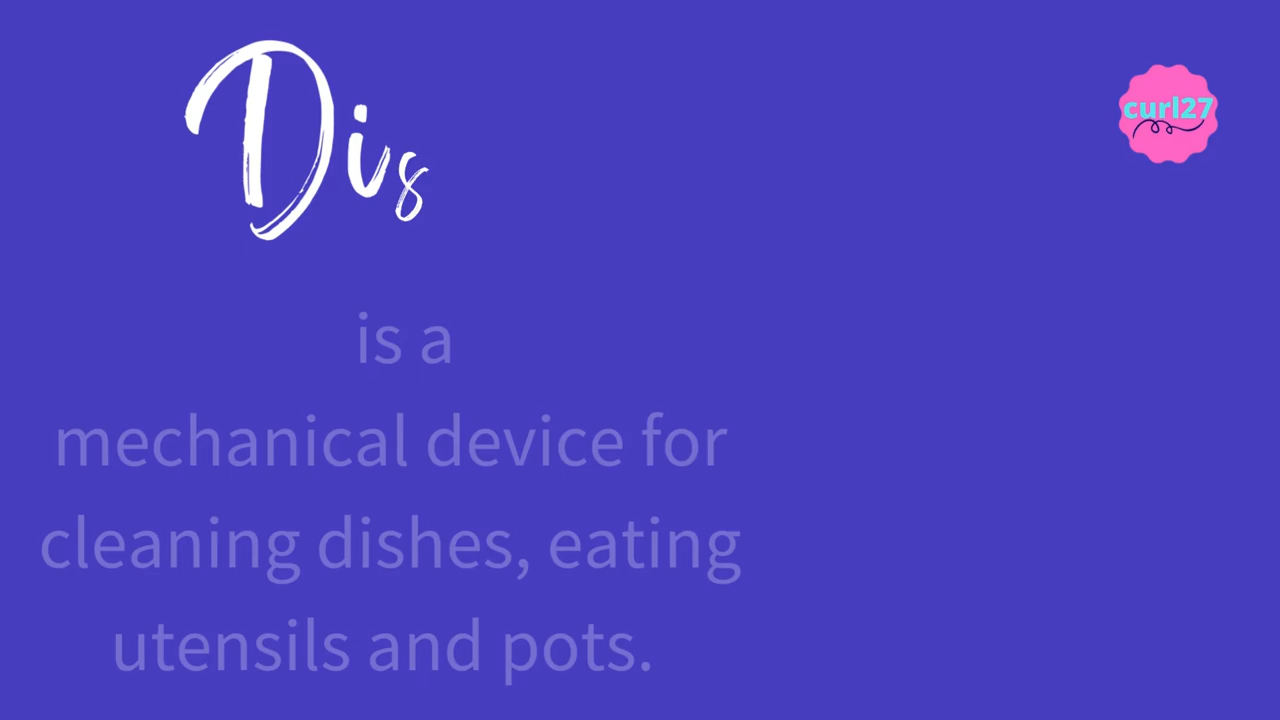 Dis
curl27
is a
mechanical device for
cleaning dishes, eating
utensils and pots.